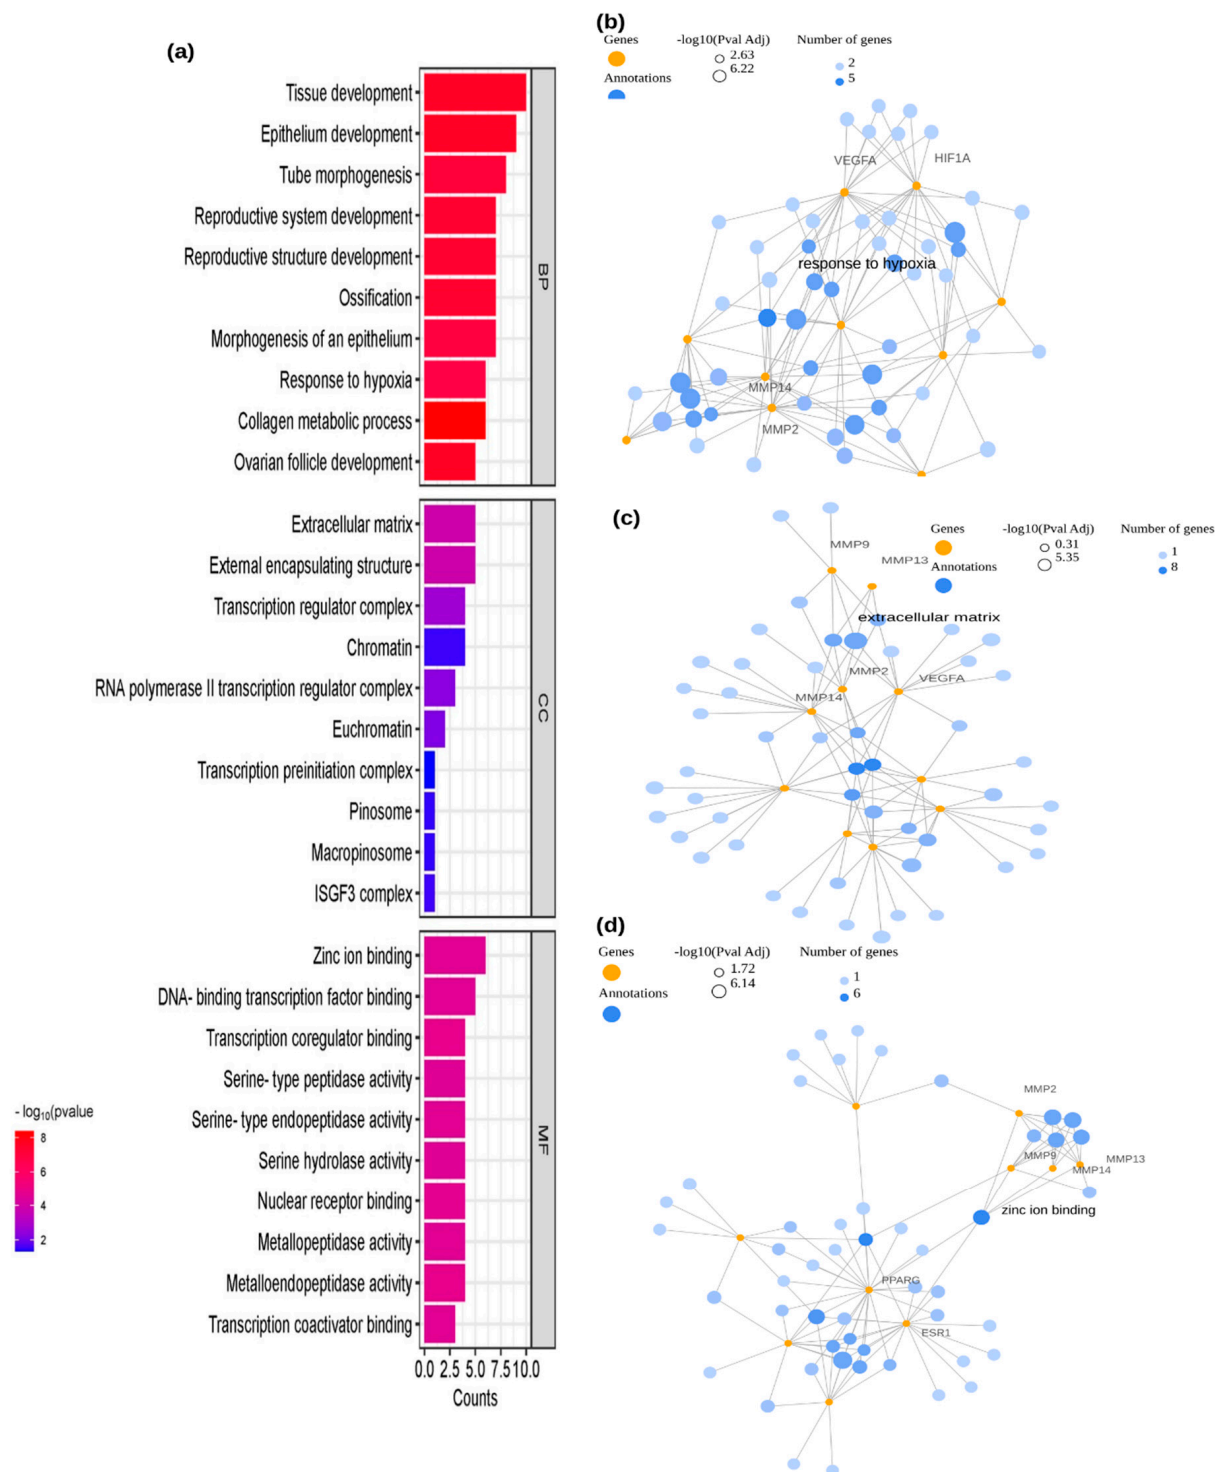 (a)
Tissue development
Epithelium development
Tube morphogenesis
Reproductive system development
Reproductive structure development
Ossification
Morphogenesis of an epithelium
Response to hypoxia
Collagen metabolic process
Ovarian follicle development
BP
Extracellular matrix
External encapsulating structure
Transcription regulator complex
Chromatin
RNA polymerase II transcription regulator complex
Euchromatin
Transcription preinitiation complex
Pinosome
Macropinosome
ISGF3 complex
CC
Zinc ion binding
DNA- binding transcription factor binding
Transcription coregulator binding
Serine- type peptidase activity
Serine- type endopeptidase activity
Serine hydrolase activity
Nuclear receptor binding
Metallopeptidase activity
Metalloendopeptidase activity
Transcription coactivator binding
MF
0.0 2.5 5.0 7.5 10.0
Counts
- log10(pvalue
8
6
4
2
(b)
Genes -log10(Pval Adj) Number of genes
2.63
6.22
2
5
Annotations
VEGFA
HIF1A
response to hypoxia
MMP14
MMP2
(c)
Genes -log10(Pval Adj) Number of genes
0.31
5.35
1
8
Annotations
MMP9
MMP13
extracellular matrix
MMP2
VEGFA
MMP14
(d)
Genes -log10(Pval Adj) Number of genes
1.72
6.14
1
6
Annotations
MMP2
MMP9
MMP13
MMP14
zinc ion binding
PPARG
ESR1